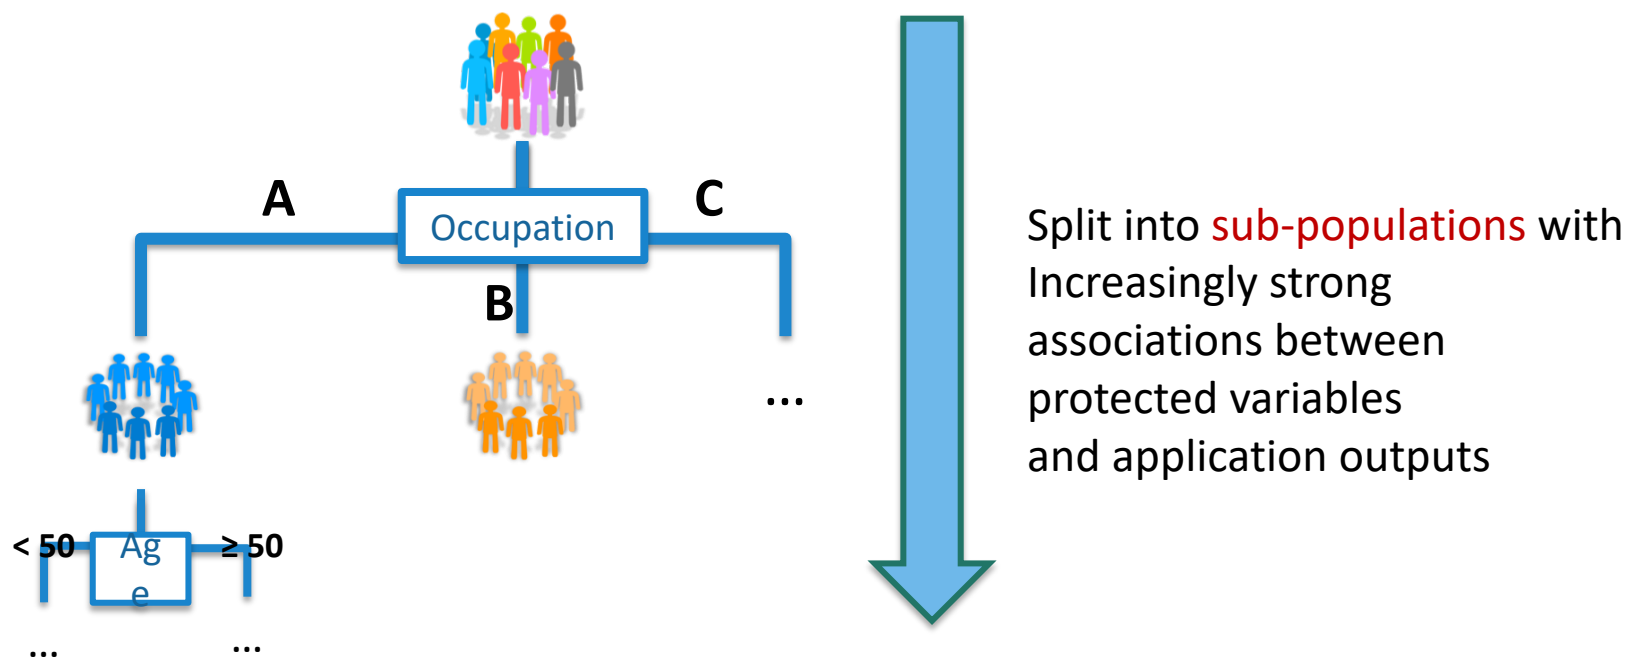 A
C
Occupation
B
...
< 50
Ag
e
≥ 50
...
...
Split into sub-populations with
Increasingly strong
associations between
protected variables
and application outputs